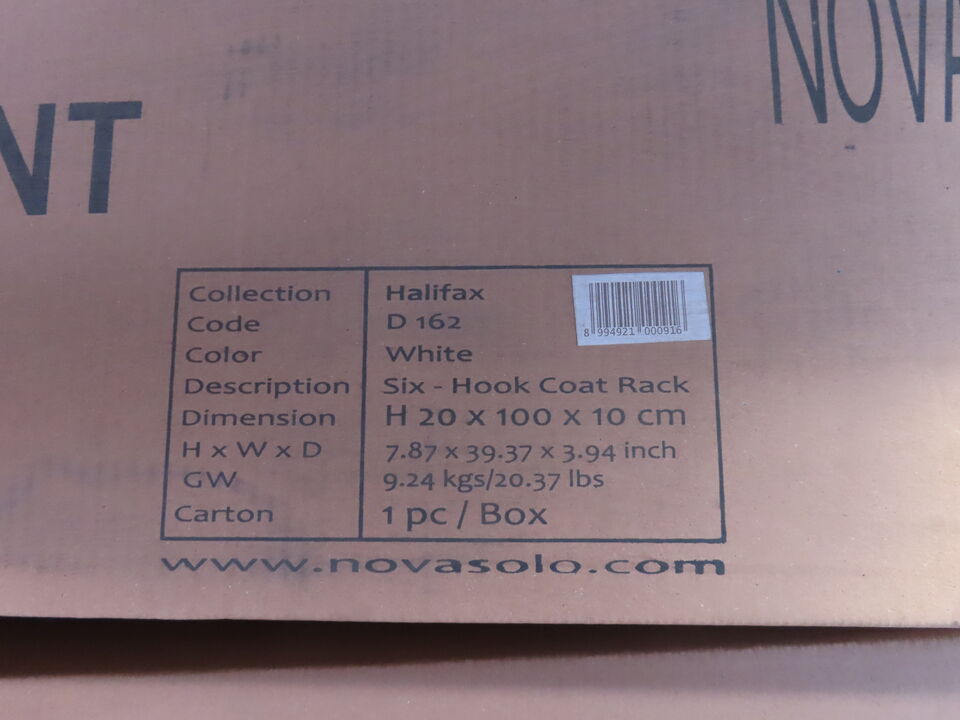 NT
NOVA
Collection Halifax
8 994921 000916
Code D 162
Color White
Description Six - Hook Coat Rack
Dimension H 20 x 100 x 10 cm
H x W x D 7.87 x 39.37 x 3.94 inch
GW 9.24 kgs/20.37 lbs
Carton 1 pc / Box
www.novasolo.com